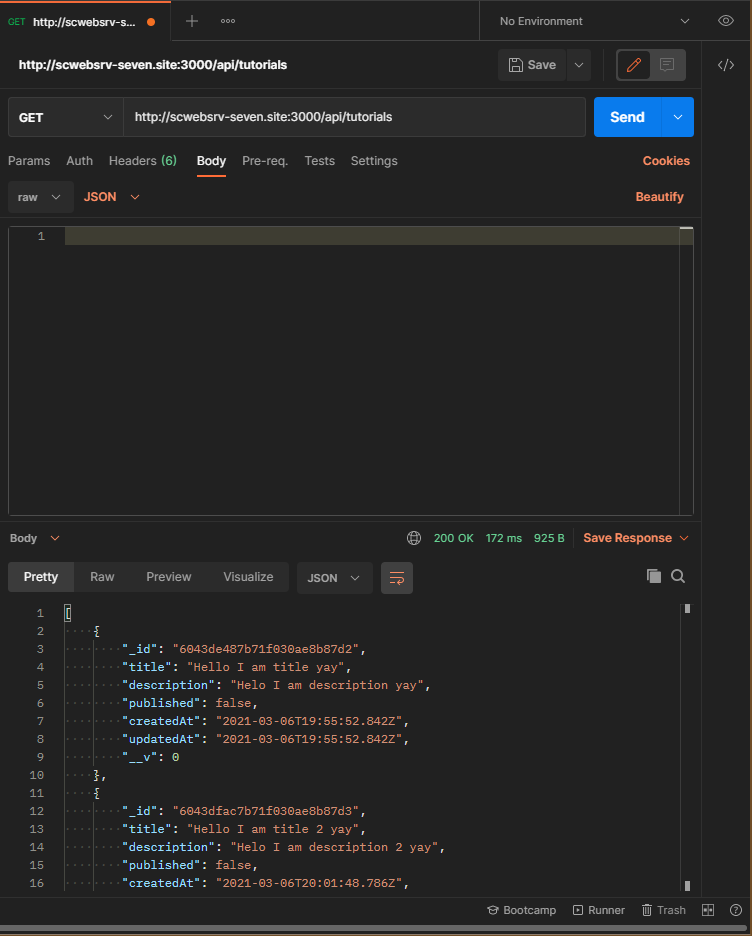 GET http://scwebsrv-s... No Environment
http://scwebsrv-seven.site:3000/api/tutorials Save
GET http://scwebsrv-seven.site:3000/api/tutorials Send
Params Auth Headers (6) Body Pre-req. Tests Settings Cookies
raw JSON Beautify
1
Body 200 OK 172 ms 925 B Save Response
Pretty Raw Preview Visualize JSON
1 [
2 {
3 "_id": "6043de487b71f030ae8b87d2",
4 "title": "Hello I am title yay",
5 "description": "Helo I am description yay",
6 "published": false,
7 "createdAt": "2021-03-06T19:55:52.842Z",
8 "updatedAt": "2021-03-06T19:55:52.842Z",
9 "__v": 0
10 },
11 {
12 "_id": "6043dfac7b71f030ae8b87d3",
13 "title": "Hello I am title 2 yay",
14 "description": "Helo I am description 2 yay",
15 "published": false,
16 "createdAt": "2021-03-06T20:01:48.786Z",
Bootcamp Runner Trash